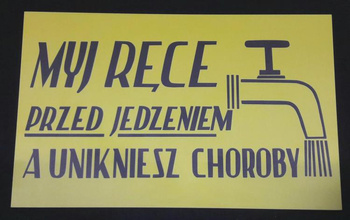 MYJ RĘCE
PRZED JEDZENIEM
A UNIKNIESZ CHOROBY